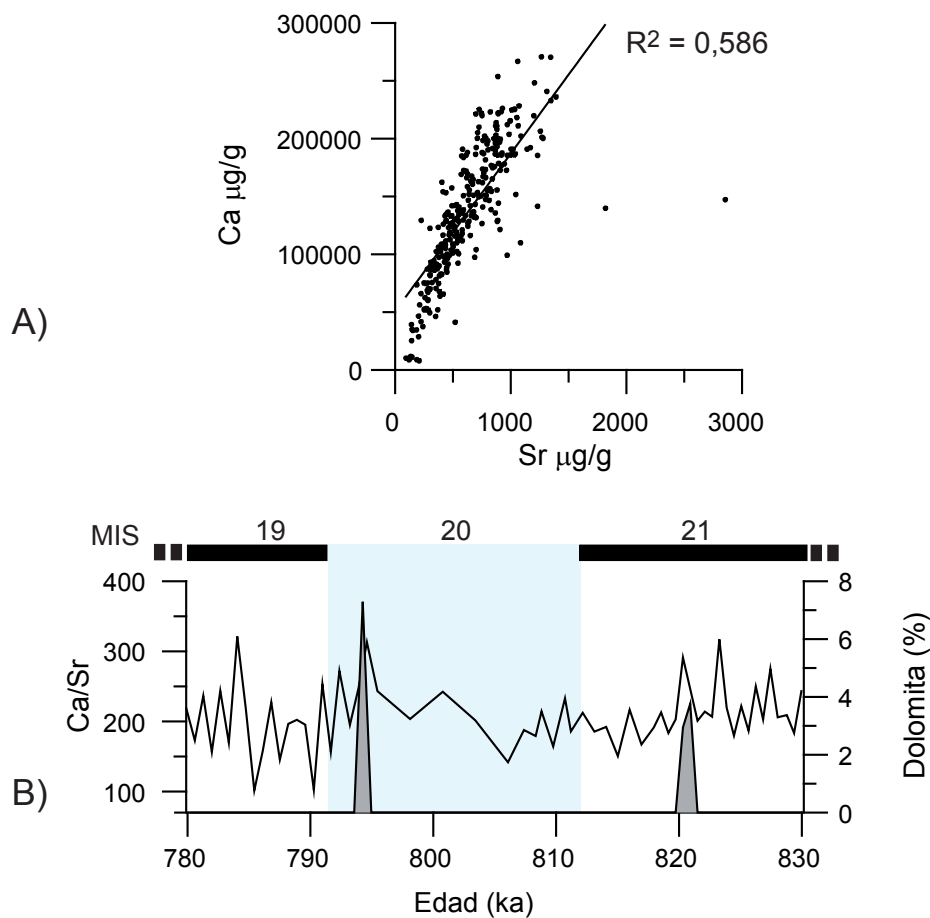 300000
R² = 0,586
200000
Ca µg/g
100000
A)
0
0 1000 2000 3000
Sr µg/g
MIS 19 20 21
400 8
300 6
Ca/Sr
200 4
Dolomita (%)
2
100
B)
0
780 790 800 810 820 830
Edad (ka)